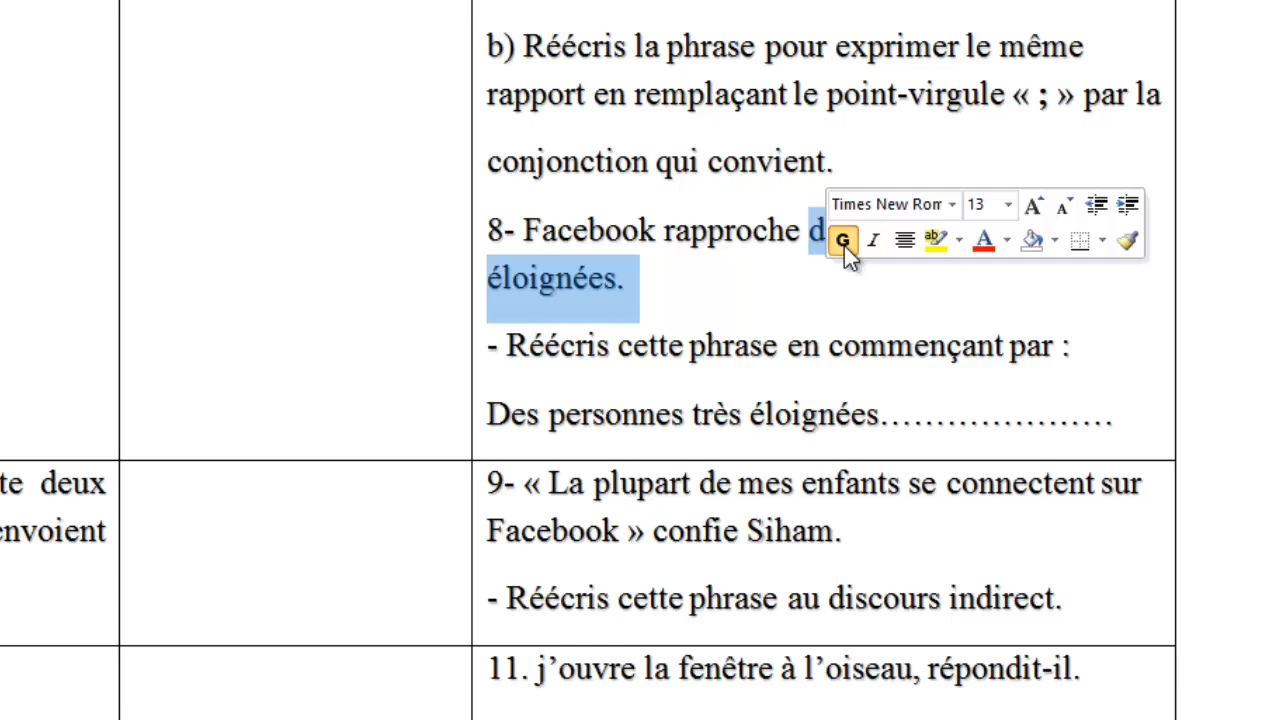 b) Réécris la phrase pour exprimer le même
rapport en remplaçant le point-virgule « ; » par la
conjonction qui convient.
Times New Rom 13
8- Facebook rapproche d
G I
éloignées.
- Réécris cette phrase en commençant par :
Des personnes très éloignées…………………
te deux
envoient
9- « La plupart de mes enfants se connectent sur
Facebook » confie Siham.
- Réécris cette phrase au discours indirect.
11. j’ouvre la fenêtre à l’oiseau, répondit-il.